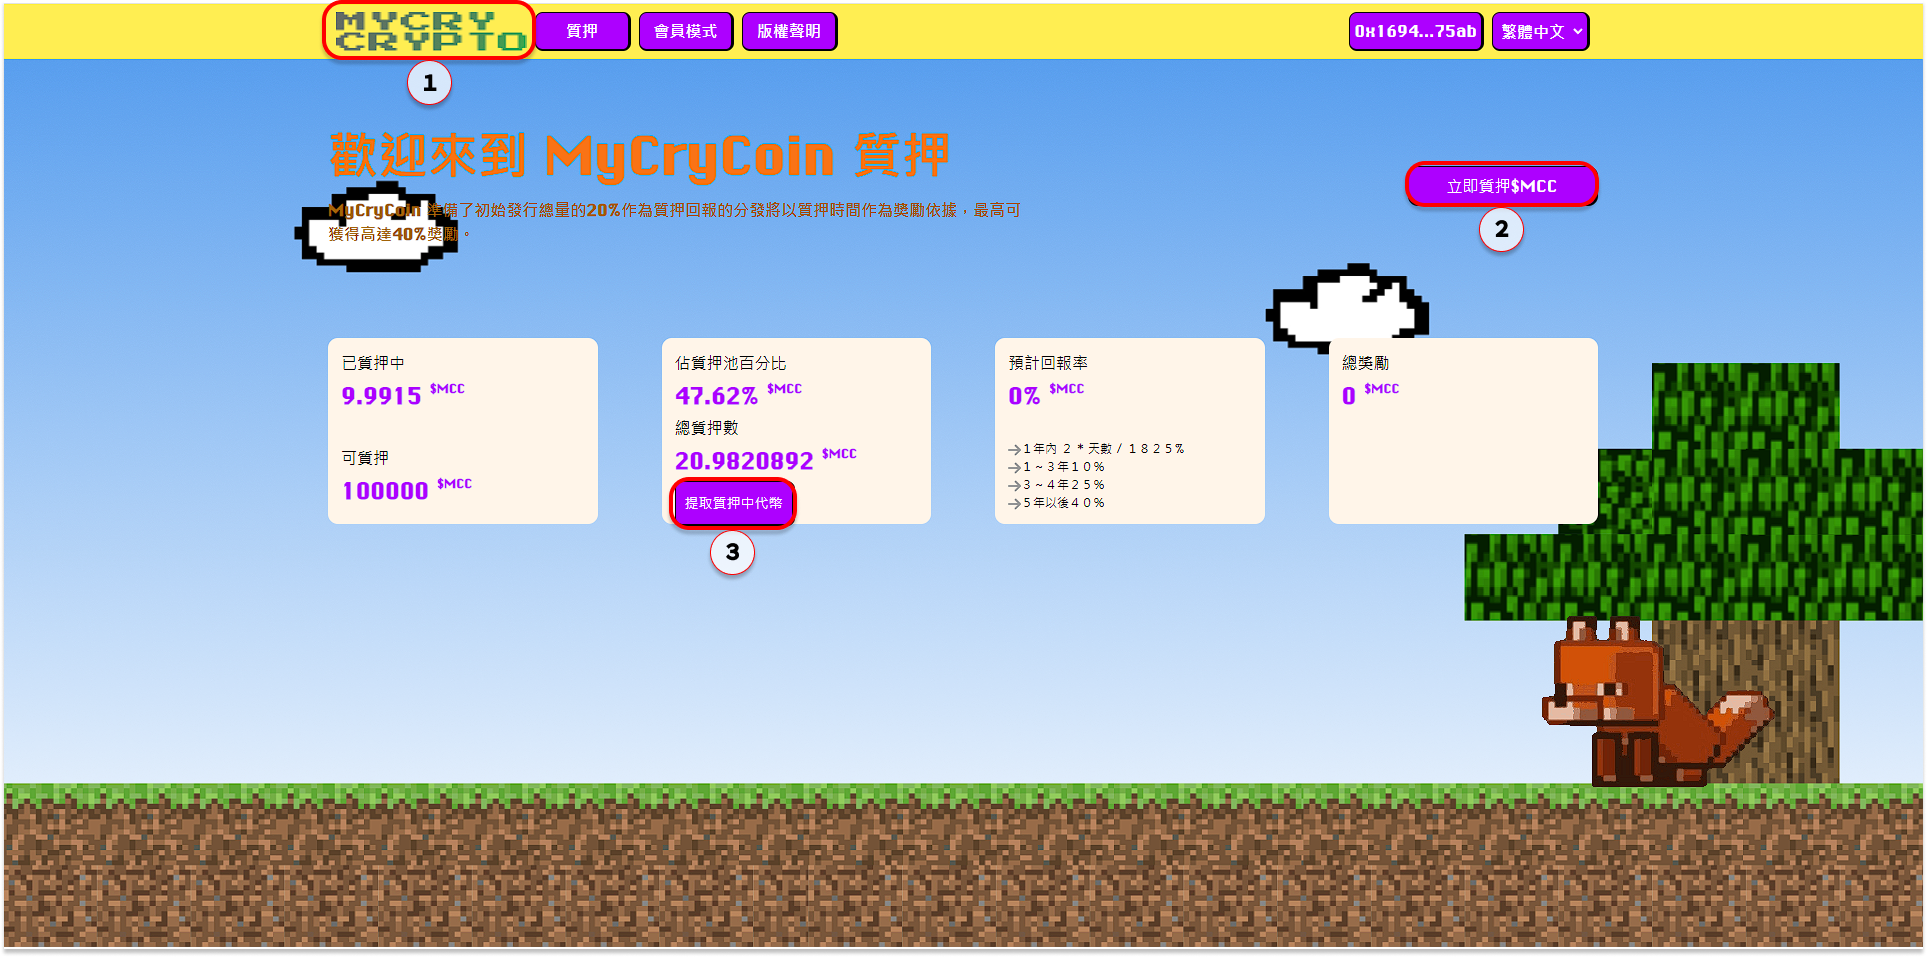 MYCRY
CRYPTO
質押
會員模式
版權聲明
0x1694...75ab
繁體中文
1
歡迎來到 MyCryCoin 質押
立即質押$MCC
MyCryCoin 準備了初始發行總量的20%作為質押回報的分發將以質押時間作為獎勵依據，最高可
獲得高達40%獎勵。
2
已質押中
9.9915 $MCC
可質押
100000 $MCC
佔質押池百分比
47.62% $MCC
總質押數
20.9820892 $MCC
提取質押中代幣
3
預計回報率
0% $MCC
→1年內 2 * 天數 / 1825%
→1~3年10%
→3~4年25%
→5年以後40%
總獎勵
0 $MCC